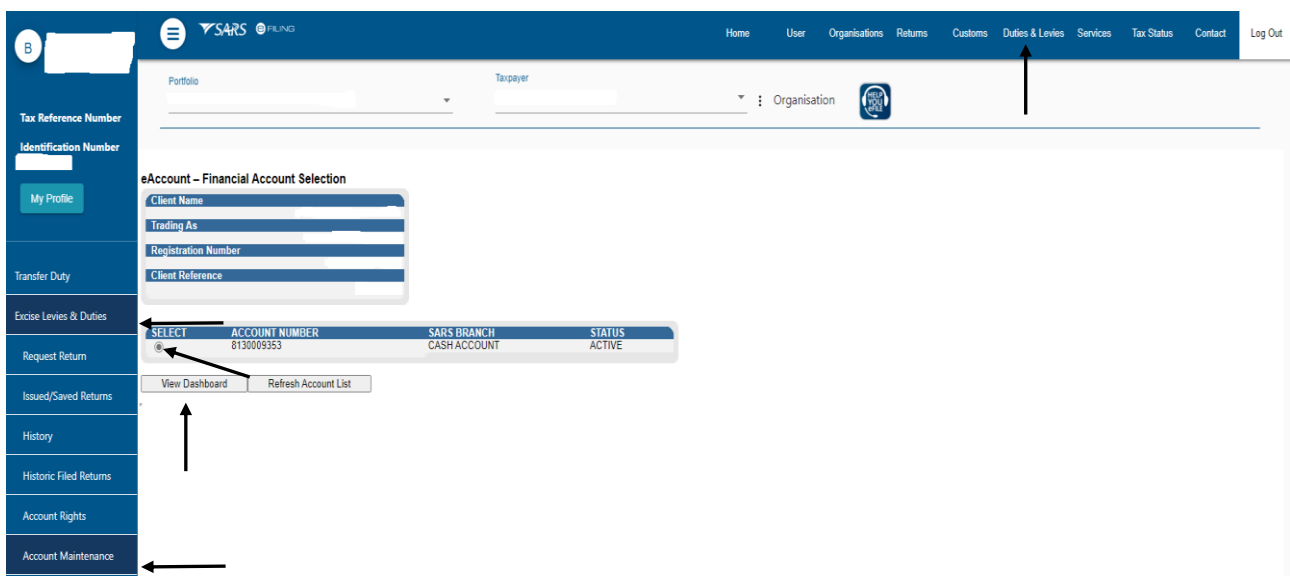 B
SARS eFILING
Home User Organisations Returns Customs Duties & Levies Services Tax Status Contact Log Out
Portfolio
Taxpayer
Organisation
HELP YOU eFILE
Tax Reference Number
Identification Number
My Profile
Transfer Duty
Excise Levies & Duties
Request Return
Issued/Saved Returns
History
Historic Filed Returns
Account Rights
Account Maintenance
eAccount – Financial Account Selection
Client Name
Trading As
Registration Number
Client Reference
SELECT ACCOUNT NUMBER SARS BRANCH STATUS
8130009353 CASH ACCOUNT ACTIVE
View Dashboard Refresh Account List